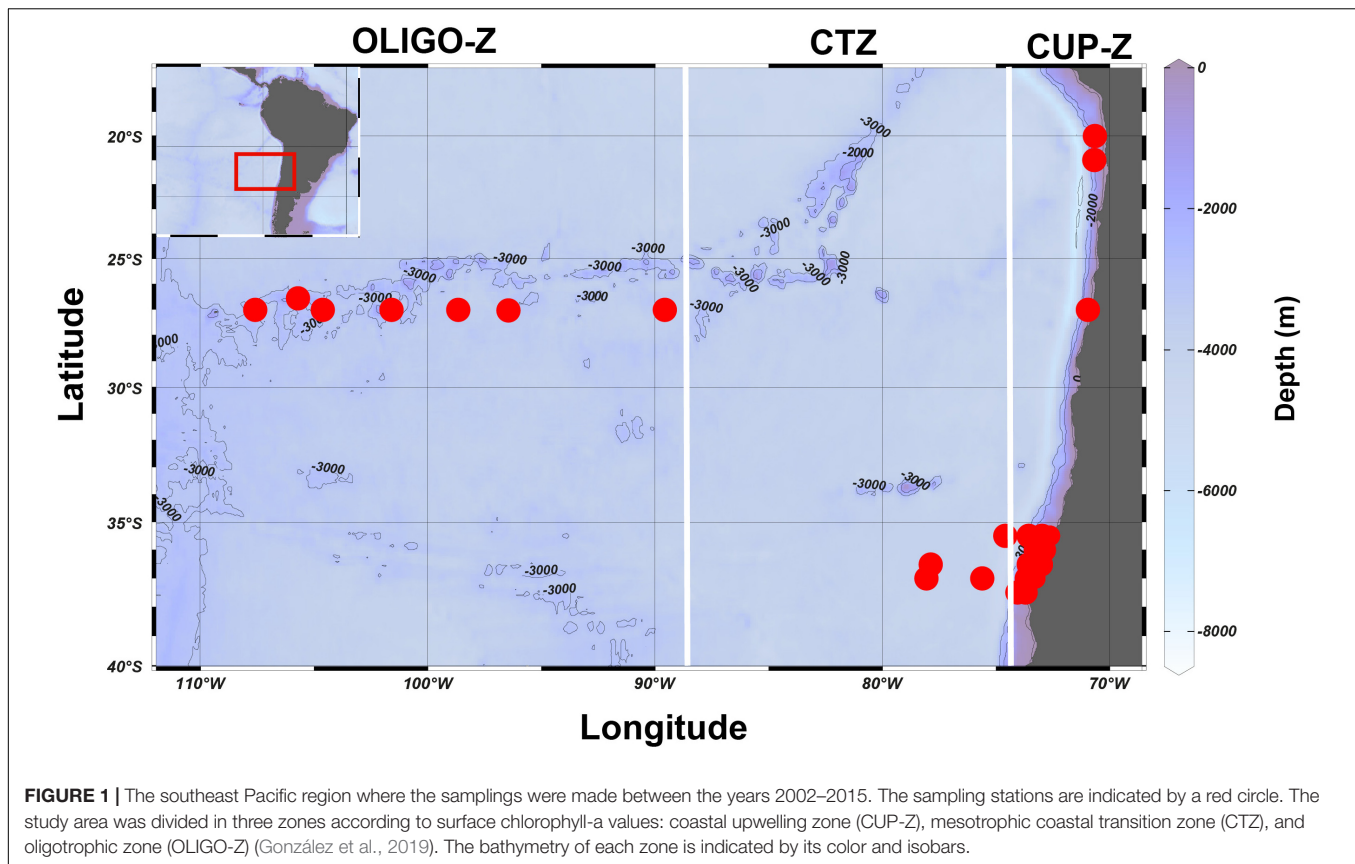 OLIGO-Z CTZ CUP-Z
20°S
25°S
30°S
35°S
40°S
110°W 100°W 90°W 80°W 70°W
Latitude
Longitude
-3000
-2000
-3000
-3000
-3000
-3000
-3000
-3000
-3000
-3000
-3000
-3000
-3000
-3000
-2000
0
-3000
-3000
-3000
-3000
-3000
-3000
-3000
0
-2000
-4000
-6000
-8000
Depth (m)
FIGURE 1 | The southeast Pacific region where the samplings were made between the years 2002–2015. The sampling stations are indicated by a red circle. The
study area was divided in three zones according to surface chlorophyll-a values: coastal upwelling zone (CUP-Z), mesotrophic coastal transition zone (CTZ), and
oligotrophic zone (OLIGO-Z) (González et al., 2019). The bathymetry of each zone is indicated by its color and isobars.